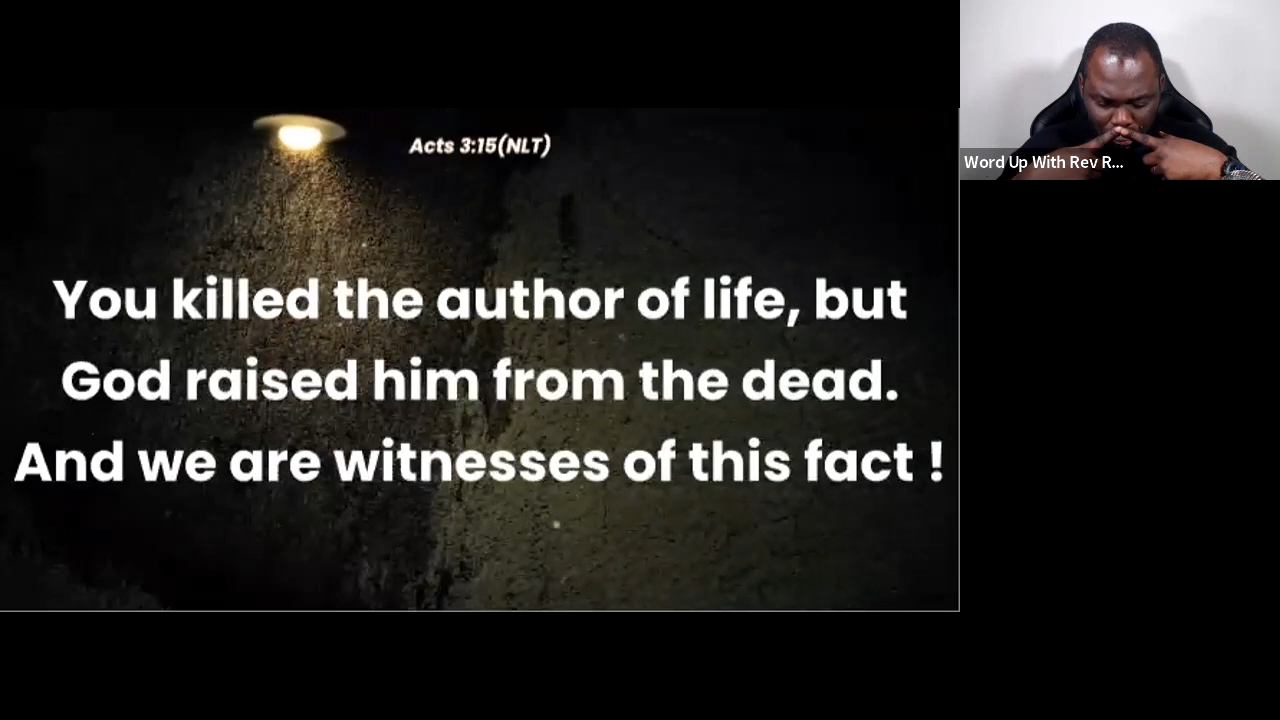 Acts 3:15(NLT)
You killed the author of life, but
God raised him from the dead.
And we are witnesses of this fact !
Word Up With Rev R...